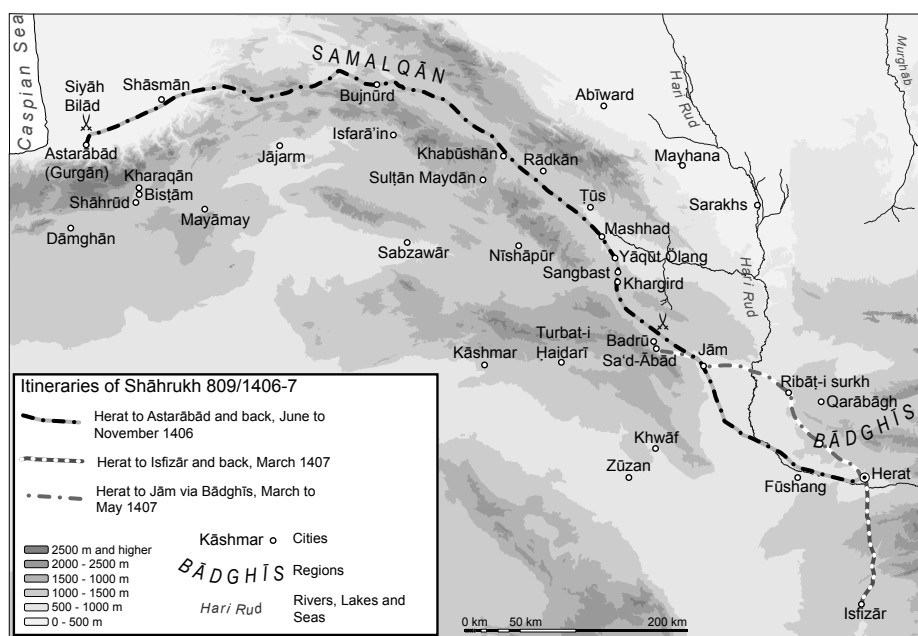 Caspian Sea
Siyāh
Bilād
Shāsmān
SAMALQĀN
Bujnūrd
Abīward
Hari Rud
Murghāb
Astarābād
(Gurgān)
Isfarā'in
Jājarm
Khabūshān
Rādkān
Mayhana
Kharaqān
Bisṭām
Shāhrūd
Sulṭān Maydān
Mayāmay
Ṭūs
Sarakhs
Dāmghān
Mashhad
Sabzawār
Nīshāpūr
Yāqūt Ölang
Sangbast
Khargird
Hari Rud
Turbat-i
Ḥaidarī
Badrū
Sa'd-Ābād
Jām
Kāshmar
Ribāṭ-i surkh
Qarābāgh
BĀDGHĪS
Khwāf
Zūzan
Fūshang
Herat
Isfizār
Itineraries of Shāhrukh 809/1406-7
Herat to Astarābād and back, June to
November 1406
Herat to Isfizār and back, March 1407
Herat to Jām via Bādghīs, March to
May 1407
Kāshmar Cities
BĀDGHĪS Regions
Hari Rud Rivers, Lakes and
Seas
2500 m and higher
2000 - 2500 m
1500 - 1000 m
1000 - 1500 m
500 - 1000 m
0 - 500 m
0 km 50 km 200 km